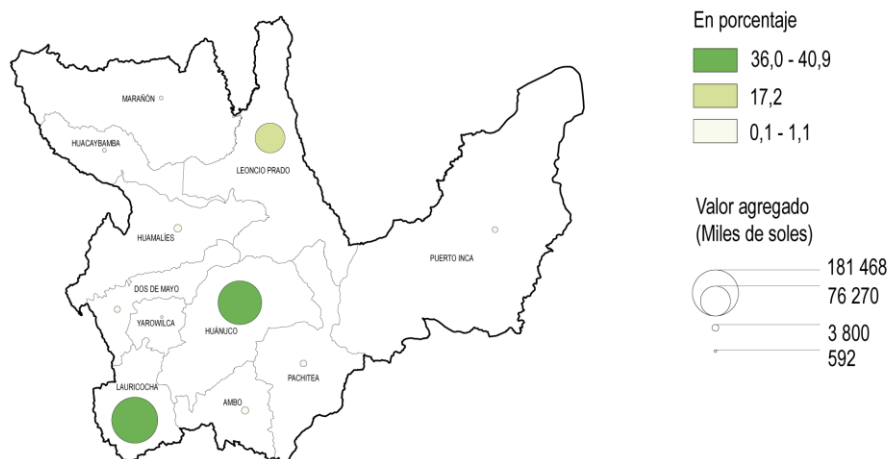 En porcentaje
36,0 - 40,9
17,2
0,1 - 1,1
MARAÑÓN
HUACAYBAMBA
LEONCIO PRADO
HUAMALÍES
PUERTO INCA
DOS DE MAYO
YAROWILCA
HUÁNUCO
LAURICOCHA
PACHITEA
AMBO
Valor agregado
(Miles de soles)
181 468
76 270
3 800
592